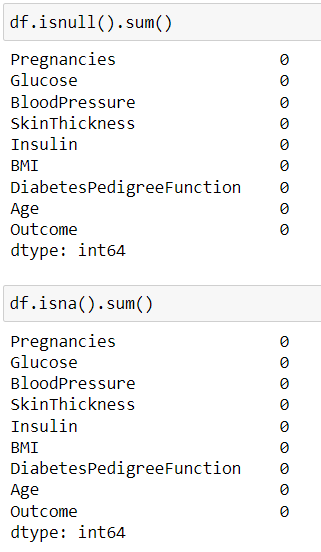 df.isnull().sum()
Pregnancies 0
Glucose 0
BloodPressure 0
SkinThickness 0
Insulin 0
BMI 0
DiabetesPedigreeFunction 0
Age 0
Outcome 0
dtype: int64
df.isna().sum()
Pregnancies 0
Glucose 0
BloodPressure 0
SkinThickness 0
Insulin 0
BMI 0
DiabetesPedigreeFunction 0
Age 0
Outcome 0
dtype: int64